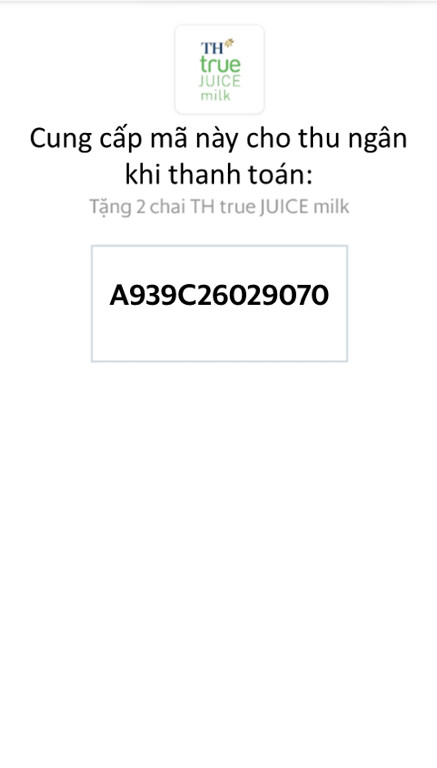 TH
true
JUICE
milk
Cung cấp mã này cho thu ngân
khi thanh toán:
Tặng 2 chai TH true JUICE milk
A939C26029070